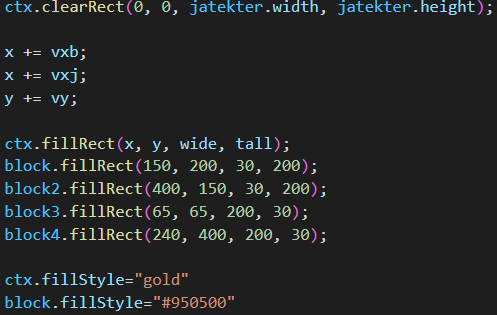 ctx.clearRect(0, 0, jatekter.width, jatekter.height);
x += vxb;
x += vxj;
y += vy;
ctx.fillRect(x, y, wide, tall);
block.fillRect(150, 200, 30, 200);
block2.fillRect(400, 150, 30, 200);
block3.fillRect(65, 65, 200, 30);
block4.fillRect(240, 400, 200, 30);
ctx.fillStyle="gold"
block.fillStyle="#950500"